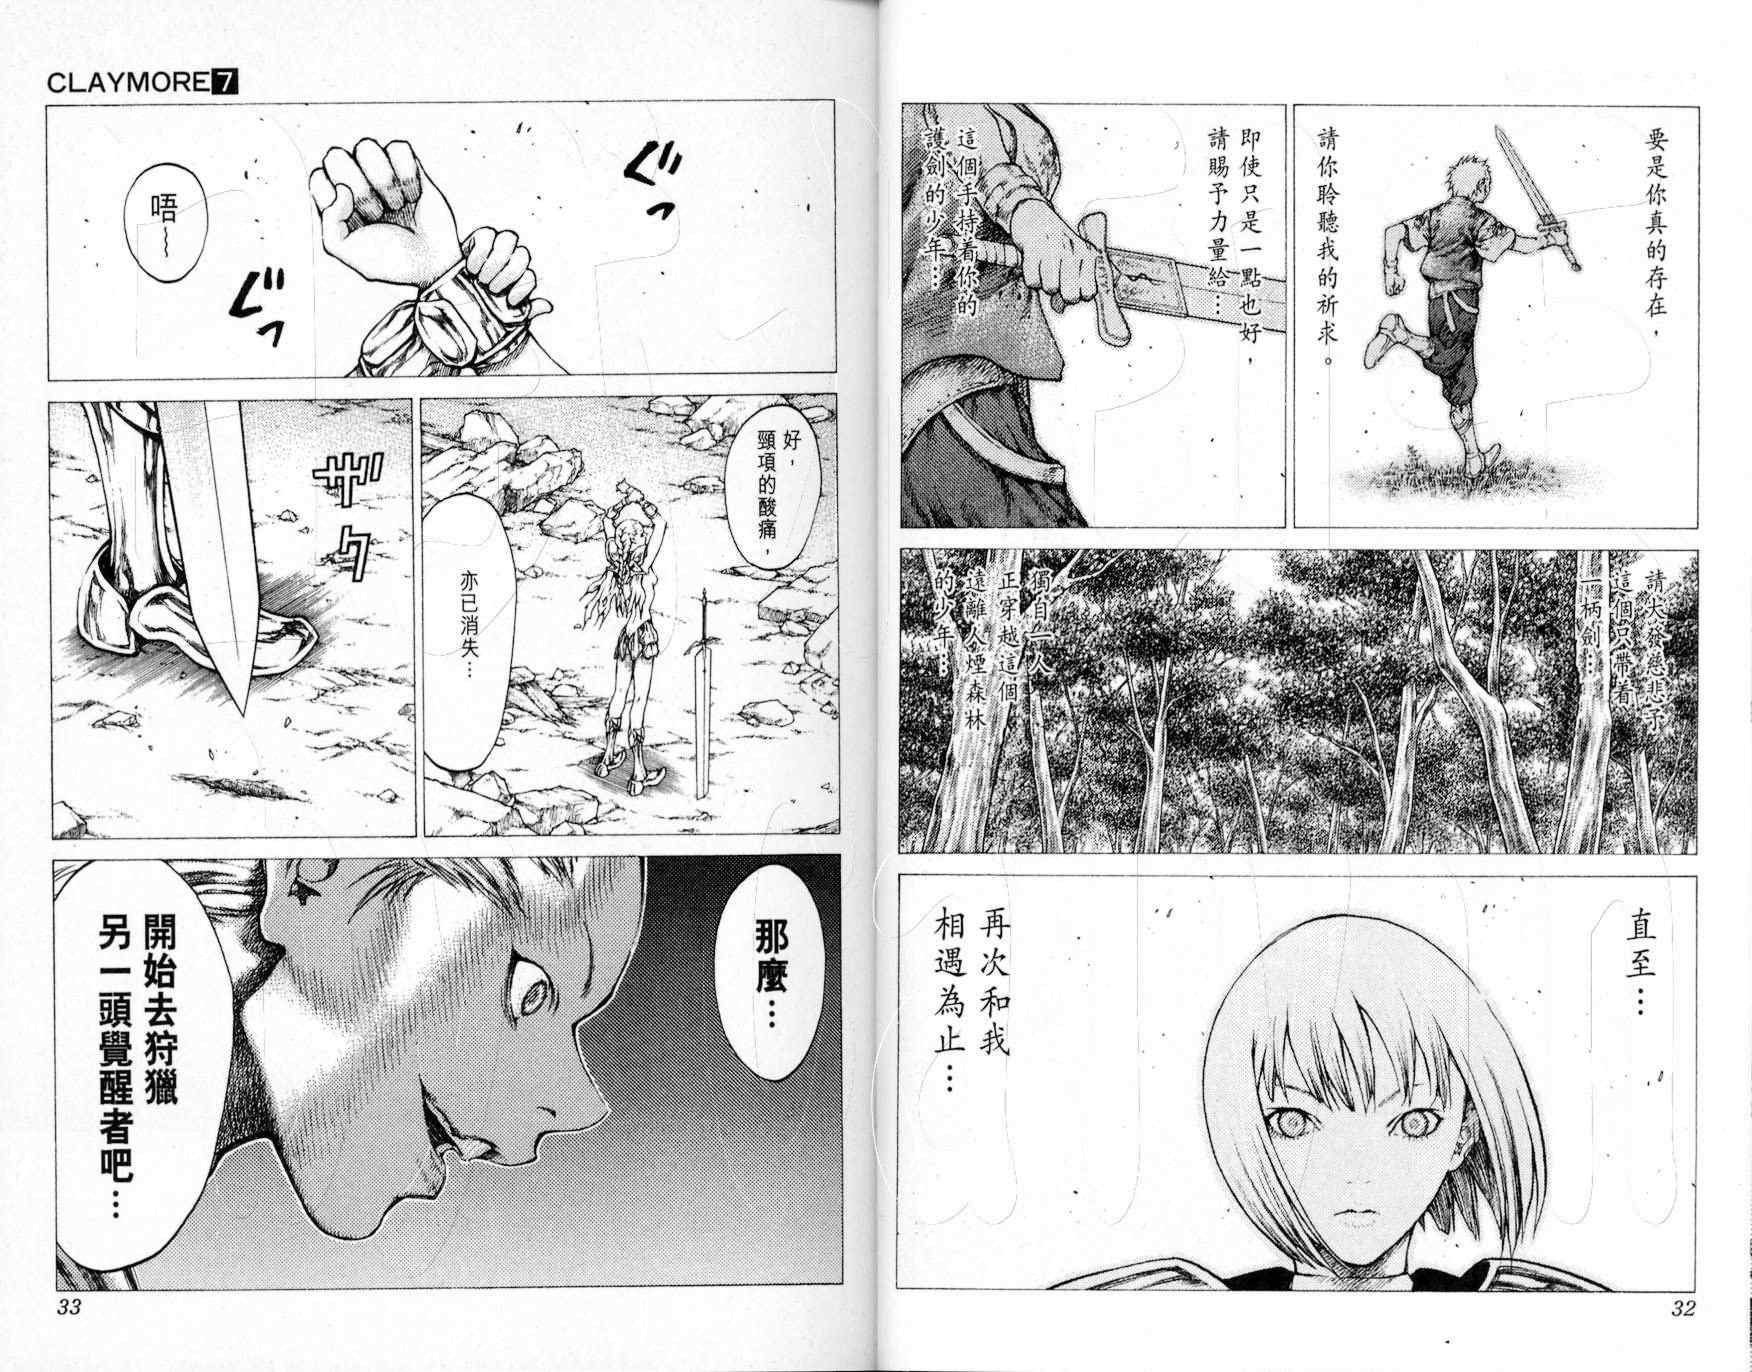 要是你真的存在，
請你聆聽我的祈求。
即使只是一點也好，
請賜予力量給…
這個手持着你的
護劍的少年…
請大發慈悲予
這個只帶着
一柄劍…
獨自一人
正穿越這個
遠離人煙森林
的少年…
直至…
再次和我
相遇為止…
32
CLAYMORE 7
ぐ〃っ
唔～
ぐ〃っ
好，
頸項的酸痛，
亦已消失…
ザッ
那麼…
開始去狩獵
另一頭覺醒者吧…
33